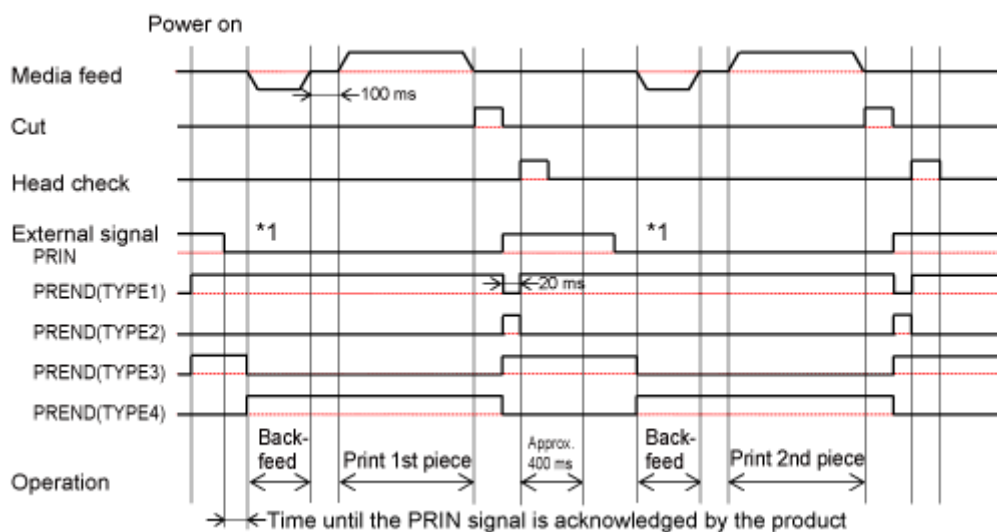 Power on
Media feed
100 ms
Cut
Head check
External signal
*1
*1
PRIN
PREND(TYPE1)
20 ms
PREND(TYPE2)
PREND(TYPE3)
PREND(TYPE4)
Operation
Back-
feed
Print 1st piece
Approx.
400 ms
Back-
feed
Print 2nd piece
Time until the PRIN signal is acknowledged by the product